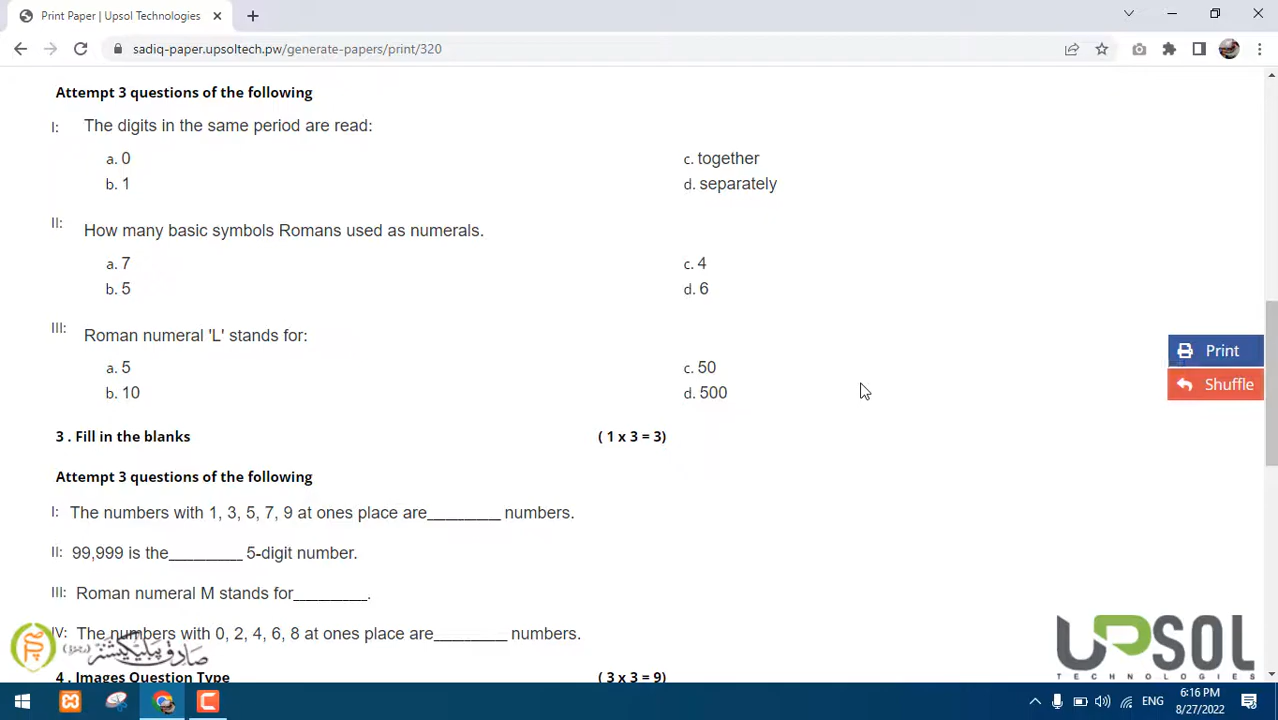 Print Paper | Upsol Technologies
sadiq-paper.upsoltech.pw/generate-papers/print/320
Attempt 3 questions of the following
I: The digits in the same period are read:
a. 0 c. together
b. 1 d. separately
II: How many basic symbols Romans used as numerals.
a. 7 c. 4
b. 5 d. 6
III: Roman numeral 'L' stands for:
a. 5 c. 50
b. 10 d. 500
Print
Shuffle
3 . Fill in the blanks ( 1 x 3 = 3)
Attempt 3 questions of the following
I: The numbers with 1, 3, 5, 7, 9 at ones place are________ numbers.
II: 99,999 is the________ 5-digit number.
III: Roman numeral M stands for________.
IV: The numbers with 0, 2, 4, 6, 8 at ones place are________ numbers.
صادق پبلیکیشنز
UPSOL
TECHNOLOGIES
4 . Images Question Type ( 3 x 3 = 9)
ENG
6:16 PM
8/27/2022